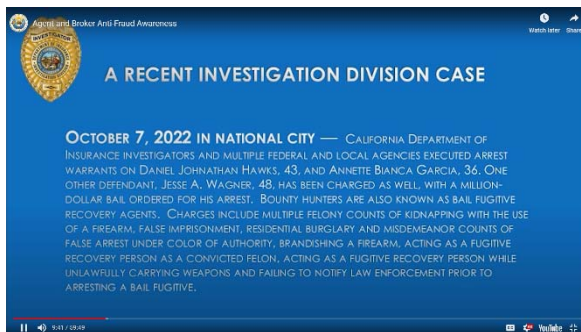 Agent and Broker Anti Fraud Awareness
Watch later
Share
INVESTIGATOR
A RECENT INVESTIGATION DIVISION CASE
OCTOBER 7, 2022 IN NATIONAL CITY — CALIFORNIA DEPARTMENT OF
INSURANCE INVESTIGATORS AND MULTIPLE FEDERAL AND LOCAL AGENCIES EXECUTED ARREST
WARRANTS ON DANIEL JOHNATHAN HAWKS, 43, AND ANNETTE BIANCA GARCIA, 36. ONE
OTHER DEFENDANT, JESSE A. WAGNER, 48, HAS BEEN CHARGED AS WELL, WITH A MILLION-
DOLLAR BAIL ORDERED FOR HIS ARREST. BOUNTY HUNTERS ARE ALSO KNOWN AS BAIL FUGITIVE
RECOVERY AGENTS. CHARGES INCLUDE MULTIPLE FELONY COUNTS OF KIDNAPPING WITH THE USE
OF A FIREARM, FALSE IMPRISONMENT, RESIDENTIAL BURGLARY AND MISDEMEANOR COUNTS OF
FALSE ARREST UNDER COLOR OF AUTHORITY, BRANDISHING A FIREARM, ACTING AS A FUGITIVE
RECOVERY PERSON AS A CONVICTED FELON, ACTING AS A FUGITIVE RECOVERY PERSON WHILE
UNLAWFULLY CARRYING WEAPONS AND FAILING TO NOTIFY LAW ENFORCEMENT PRIOR TO
ARRESTING A BAIL FUGITIVE.
YouTube